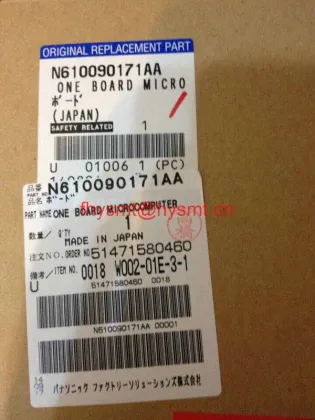 ORIGINAL REPLACEMENT PART
N610090171AA
ONE BOARD MICRO
ボード
(JAPAN)
SAFETY RELATED
1
U 01006 1 (PC)
品番
PART NO.
N610090171AA
品名
ボード
PART NAME
ONE BOARD/MICROCOMPUTER
flysmt@flysmt.cn
数量/Q'TY
1
MADE IN JAPAN
注文NO. ORDER NO
51471580460
備考/ ITEM NO.
0018 W002-01E-3-1
U
51471580460 0018
N610090171AA 00001
パナソニック ファクトリーソリューションズ株式会社